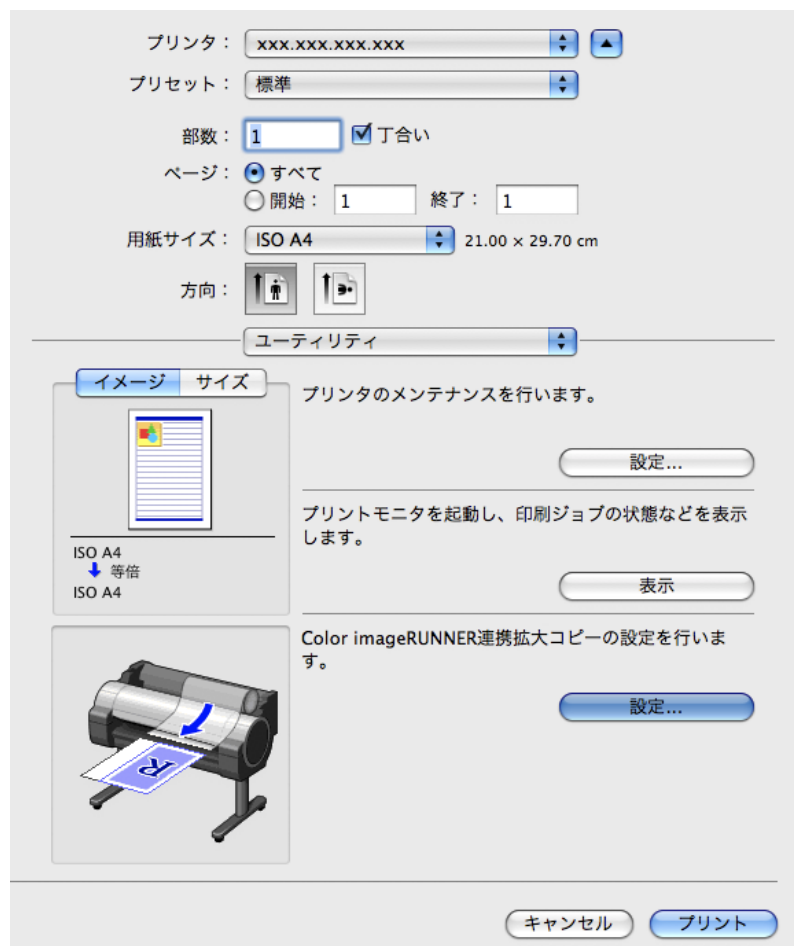 プリンタ： xxx.xxx.xxx.xxx
プリセット： 標準
部数： 1 丁合い
ページ： すべて
開始： 1 終了： 1
用紙サイズ： ISO A4 21.00 × 29.70 cm
方向：
ユーティリティ
イメージ サイズ
ISO A4
等倍
ISO A4
プリンタのメンテナンスを行います。
設定...
プリントモニタを起動し、印刷ジョブの状態などを表示
します。
表示
Color imageRUNNER連携拡大コピーの設定を行いま
す。
設定...
R
キャンセル プリント